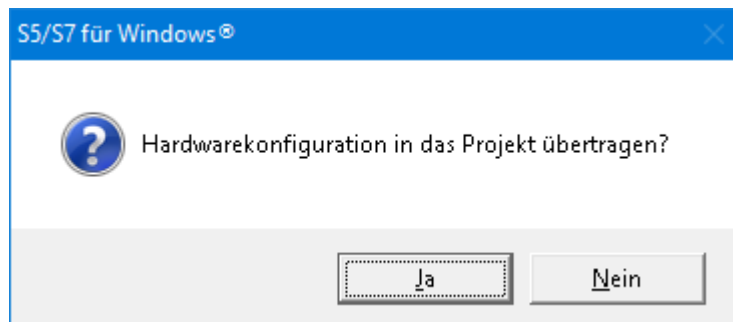 S5/S7 für Windows®
Hardwarekonfiguration in das Projekt übertragen?
Ja
Nein